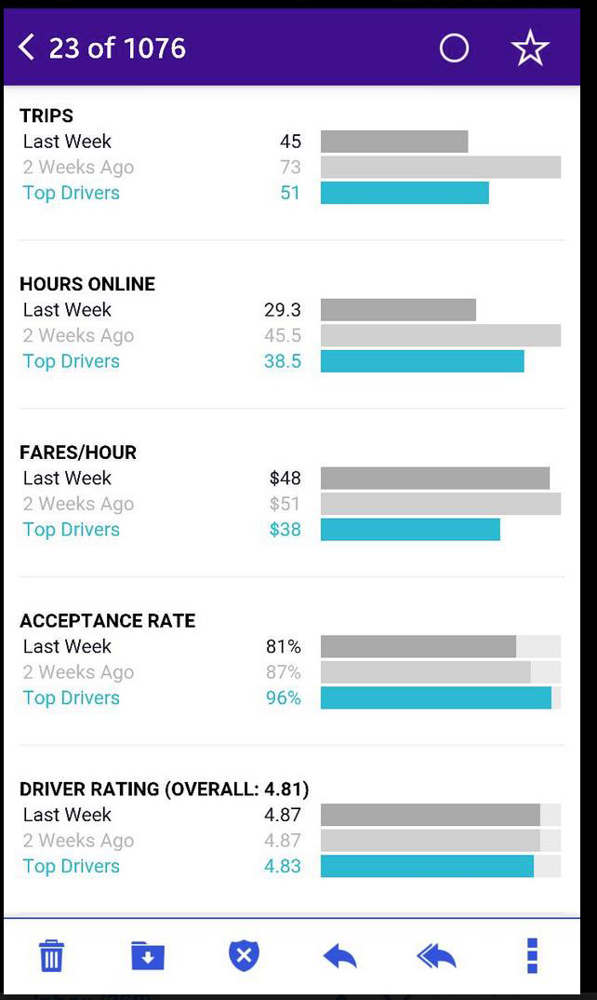 23 of 1076
TRIPS
Last Week 45
2 Weeks Ago 73
Top Drivers 51
HOURS ONLINE
Last Week 29.3
2 Weeks Ago 45.5
Top Drivers 38.5
FARES/HOUR
Last Week $48
2 Weeks Ago $51
Top Drivers $38
ACCEPTANCE RATE
Last Week 81%
2 Weeks Ago 87%
Top Drivers 96%
DRIVER RATING (OVERALL: 4.81)
Last Week 4.87
2 Weeks Ago 4.87
Top Drivers 4.83